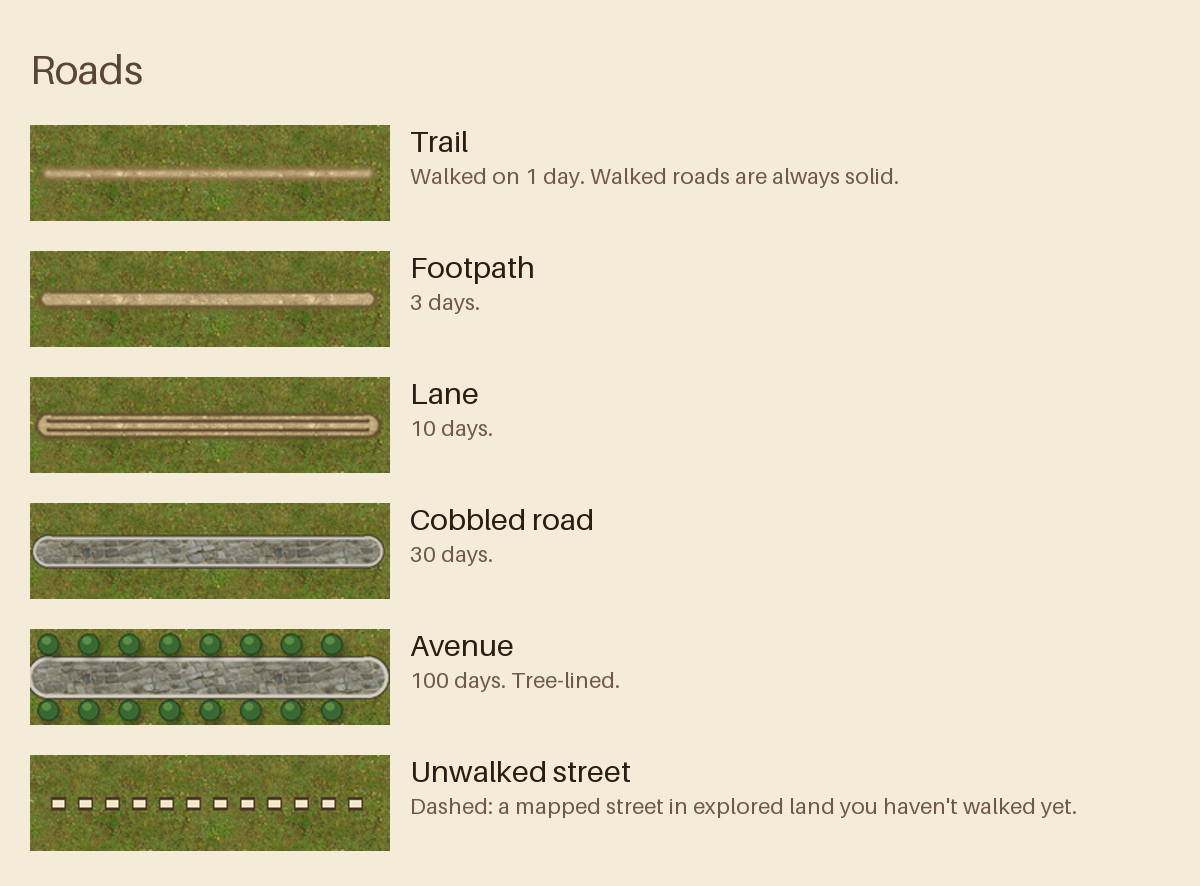 Roads
Trail
Walked on 1 day. Walked roads are always solid.
Footpath
3 days.
Lane
10 days.
Cobbled road
30 days.
Avenue
100 days. Tree-lined.
Unwalked street
Dashed: a mapped street in explored land you haven't walked yet.